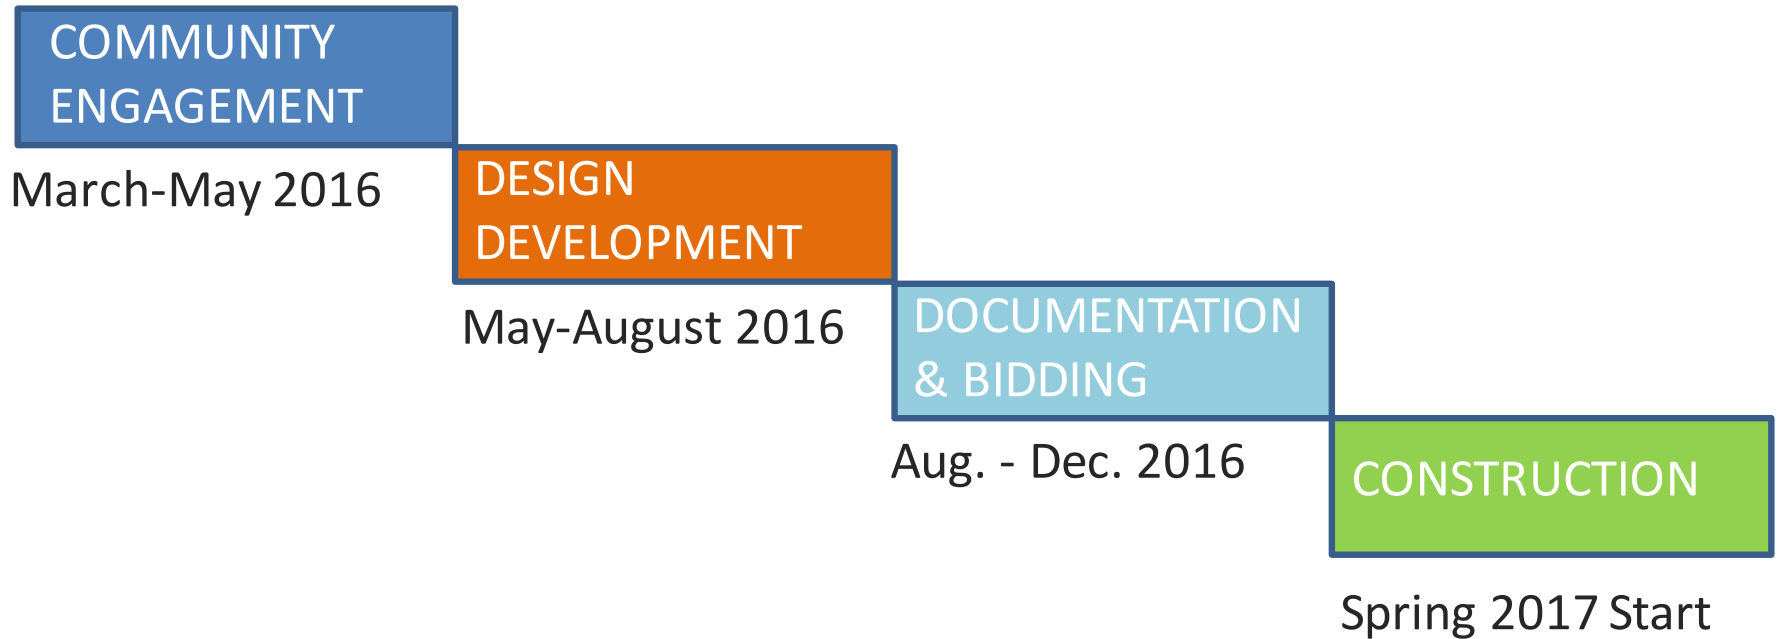 COMMUNITY
ENGAGEMENT
March-May 2016
DESIGN
DEVELOPMENT
May-August 2016
DOCUMENTATION
& BIDDING
Aug. - Dec. 2016
CONSTRUCTION
Spring 2017 Start